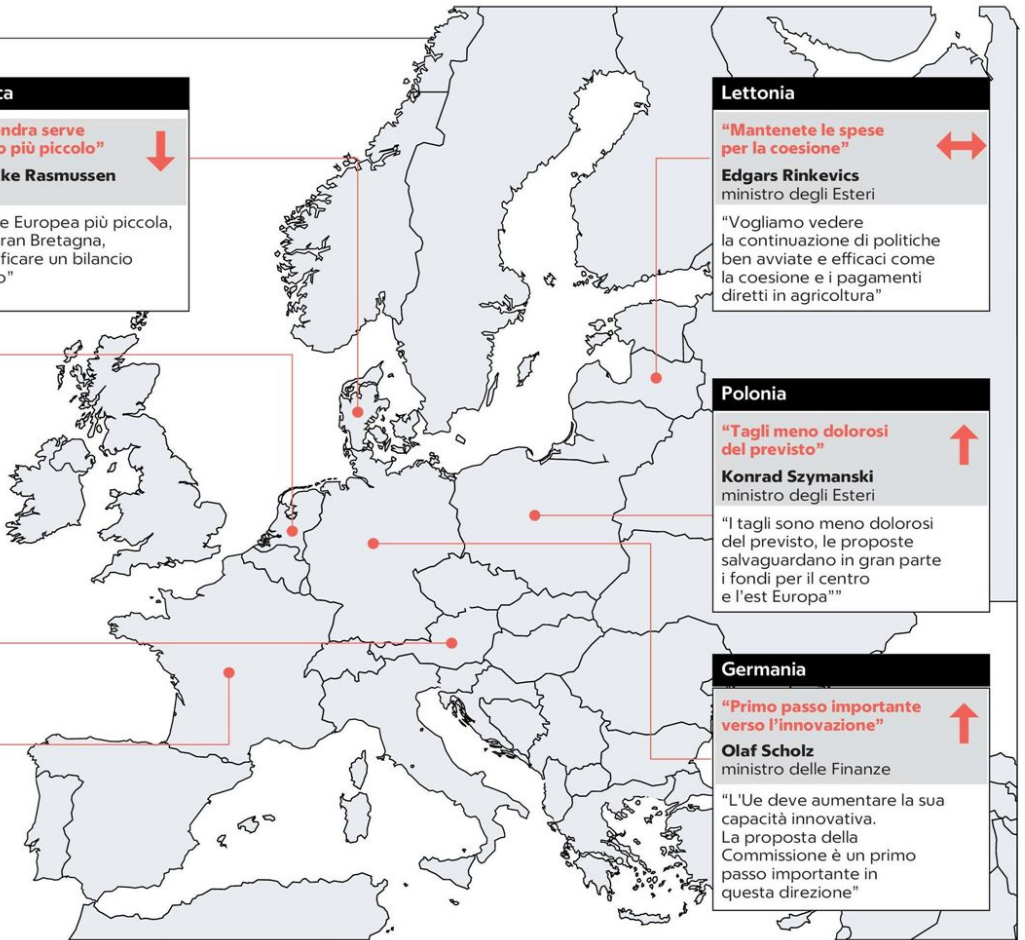 ca
ndra serve
o più piccolo”
ke Rasmussen
e Europea più piccola,
ran Bretagna,
ficare un bilancio
o”
Lettonia
“Mantenete le spese
per la coesione”
Edgars Rinkevics
ministro degli Esteri
“Vogliamo vedere
la continuazione di politiche
ben avviate e efficaci come
la coesione e i pagamenti
diretti in agricoltura”
Polonia
“Tagli meno dolorosi
del previsto”
Konrad Szymanski
ministro degli Esteri
“I tagli sono meno dolorosi
del previsto, le proposte
salvaguardano in gran parte
i fondi per il centro
e l’est Europa””
Germania
“Primo passo importante
verso l’innovazione”
Olaf Scholz
ministro delle Finanze
“L'Ue deve aumentare la sua
capacità innovativa.
La proposta della
Commissione è un primo
passo importante in
questa direzione”